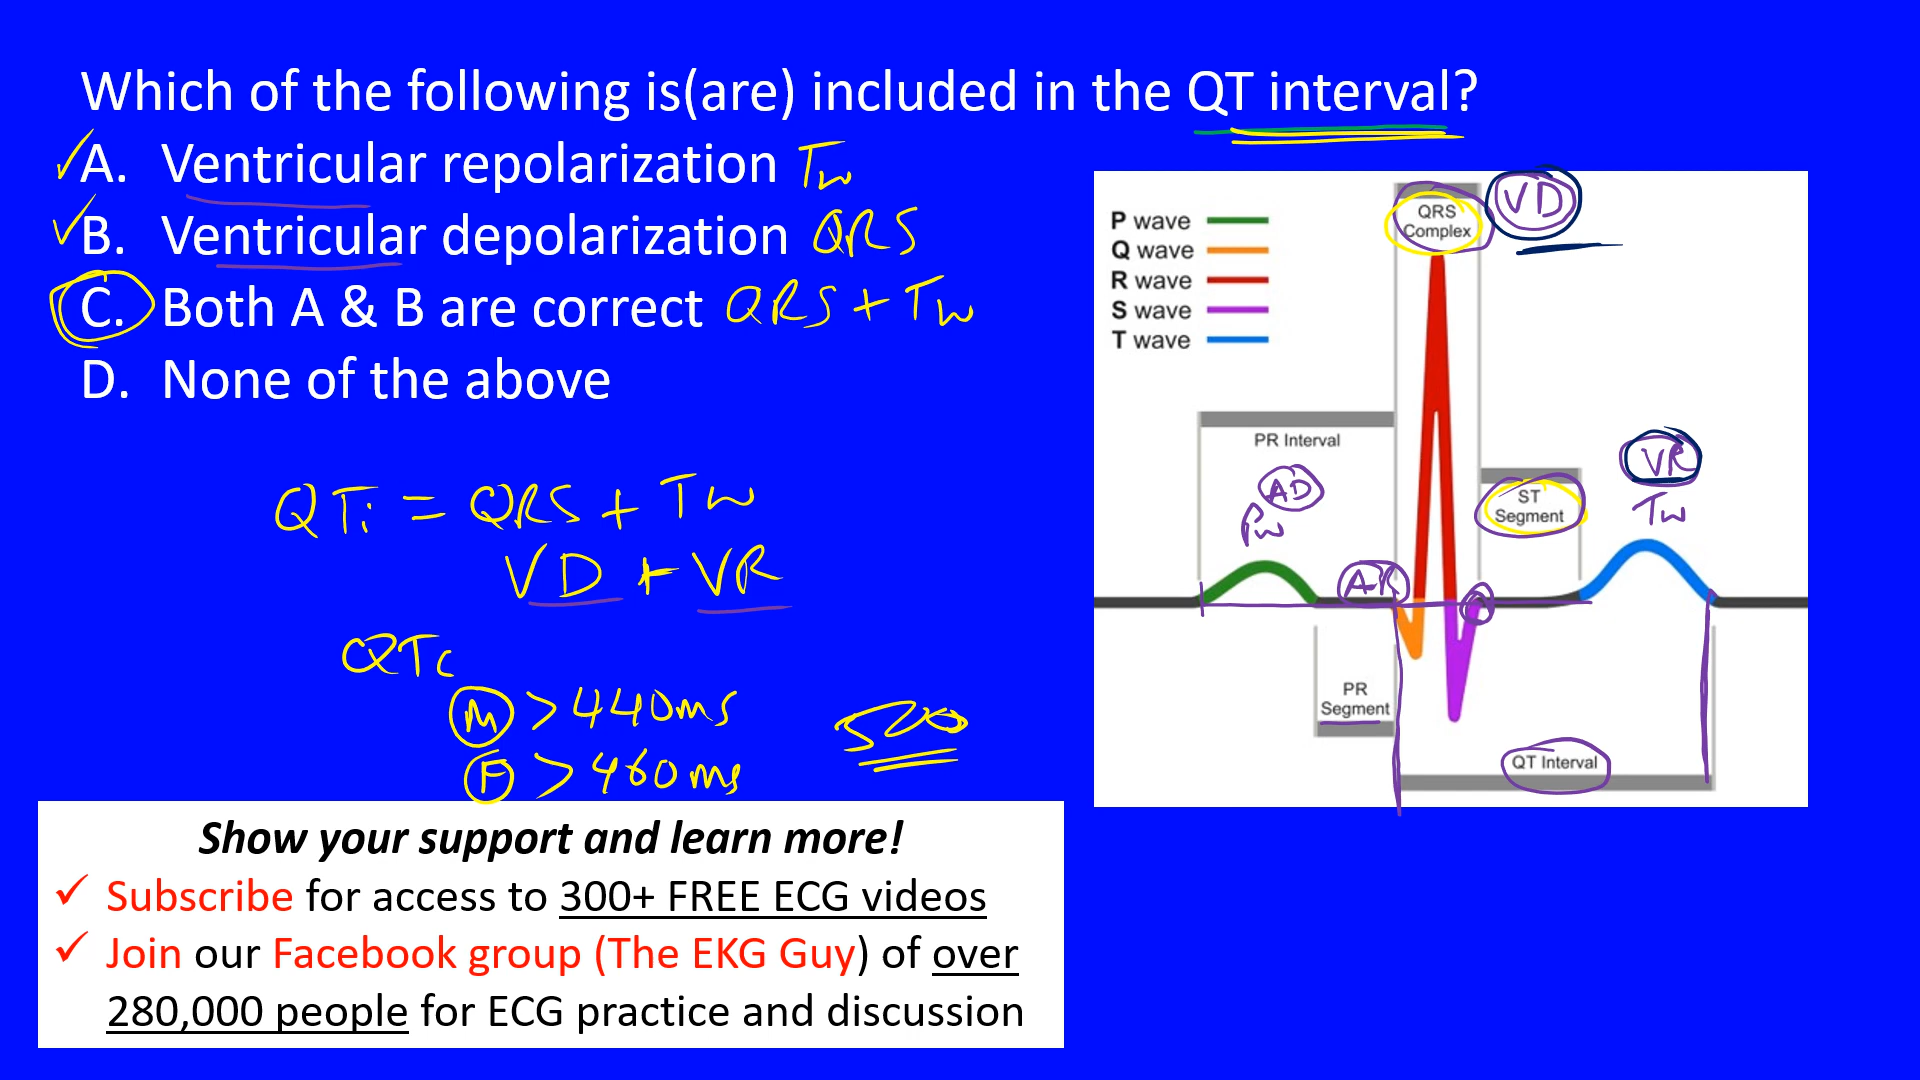 Which of the following is(are) included in the QT interval?
✓A. Ventricular repolarization Tw
✓B. Ventricular depolarization QRS
C. Both A & B are correct QRS + Tw
D. None of the above
QTi = QRS + Tw
VD + VR
QTc
M > 440ms
F > 460ms
500
P wave
Q wave
R wave
S wave
T wave
QRS
Complex
VD
PR Interval
AD
Pw
AR
ST
Segment
VR
Tw
PR
Segment
QT Interval
Show your support and learn more!
✓ Subscribe for access to 300+ FREE ECG videos
✓ Join our Facebook group (The EKG Guy) of over
280,000 people for ECG practice and discussion